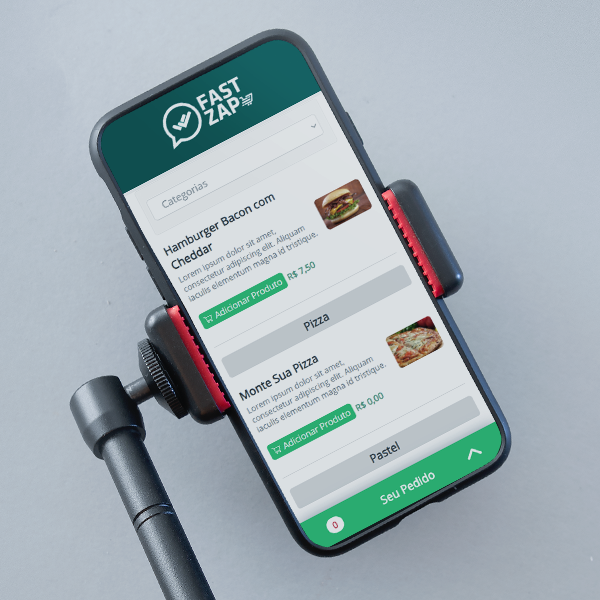 FAST
ZAP
Categorias
Hamburger Bacon com
Cheddar
Lorem ipsum dolor sit amet,
consectetur adipiscing elit. Aliquam
iaculis elementum magna id tristique.
Adicionar Produto R$ 7,50
Pizza
Monte Sua Pizza
Lorem ipsum dolor sit amet,
consectetur adipiscing elit. Aliquam
iaculis elementum magna id tristique.
Adicionar Produto R$ 0,00
Pastel
0 Seu Pedido